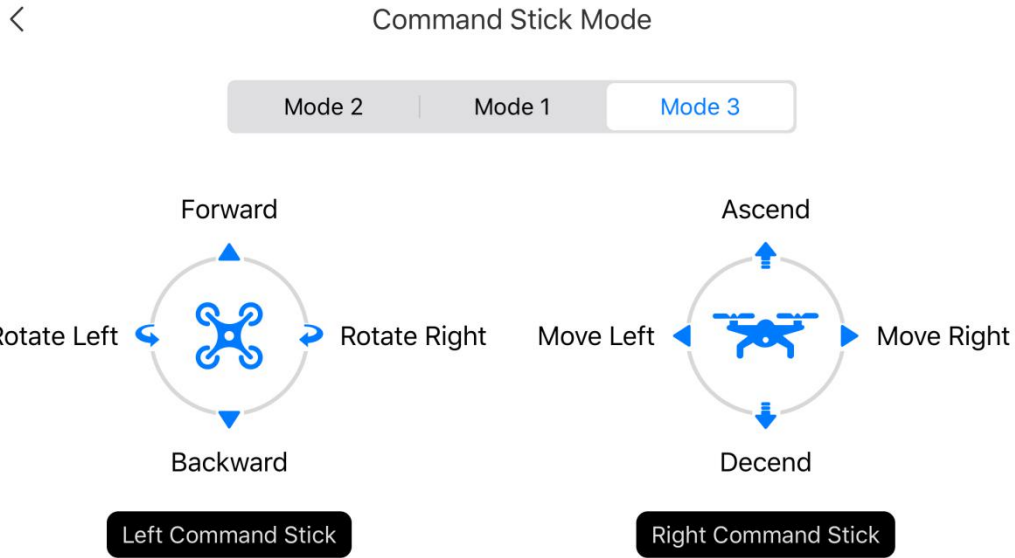 Command Stick Mode
Mode 2 Mode 1 Mode 3
Forward Ascend
otate Left Rotate Right Move Left Move Right
Backward Decend
Left Command Stick Right Command Stick